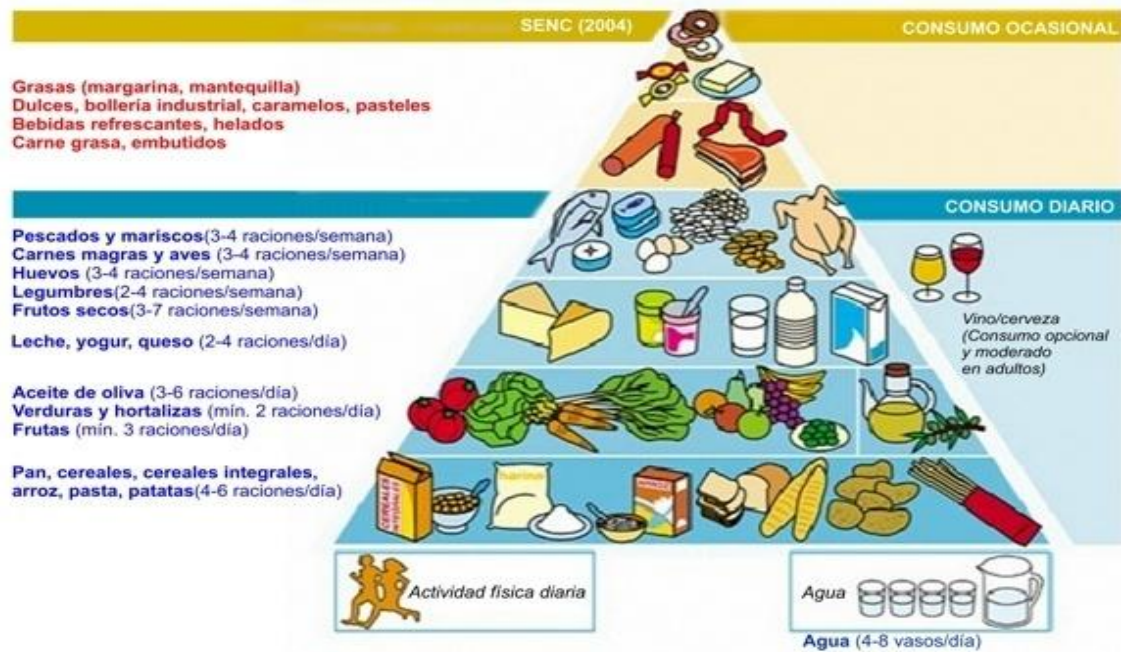 SENC (2004)
CONSUMO OCASIONAL
Grasas (margarina, mantequilla)
Dulces, bollería industrial, caramelos, pasteles
Bebidas refrescantes, helados
Carne grasa, embutidos
CONSUMO DIARIO
Pescados y mariscos(3-4 raciones/semana)
Carnes magras y aves (3-4 raciones/semana)
Huevos (3-4 raciones/semana)
Legumbres(2-4 raciones/semana)
Frutos secos(3-7 raciones/semana)
Leche, yogur, queso (2-4 raciones/día)
Vino/cerveza
(Consumo opcional
y moderado
en adultos)
Aceite de oliva (3-6 raciones/día)
Verduras y hortalizas (mín. 2 raciones/día)
Frutas (mín. 3 raciones/día)
Pan, cereales, cereales integrales,
arroz, pasta, patatas(4-6 raciones/día)
CEREALES
INTEGRALES
harina
ARROZ
Actividad física diaria
Agua
Agua (4-8 vasos/día)